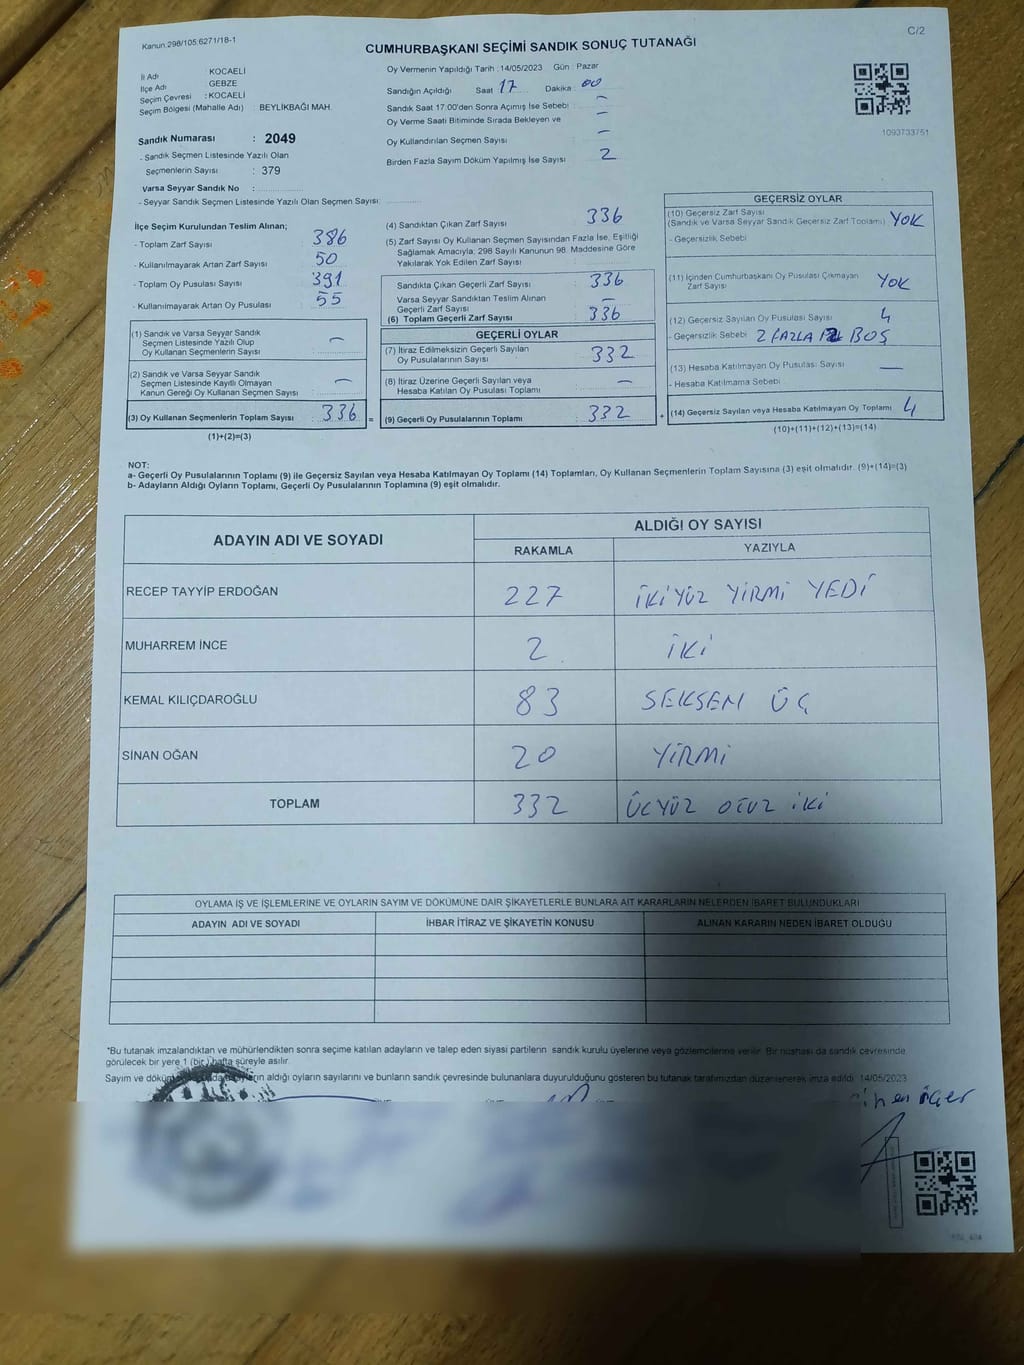 Kanun.298/105.6271/18-1
C/2
CUMHURBAŞKANI SEÇİMİ SANDIK SONUÇ TUTANAĞI
İl Adı KOCAELİ
İlçe Adı : GEBZE
Seçim Çevresi : KOCAELİ
Seçim Bölgesi (Mahalle Adı) : BEYLİKBAĞI MAH.
Sandık Numarası : 2049
- Sandık Seçmen Listesinde Yazılı Olan
Seçmenlerin Sayısı : 379
Varsa Seyyar Sandık No :
- Seyyar Sandık Seçmen Listesinde Yazılı Olan Seçmen Sayısı:
Oy Vermenin Yapıldığı Tarih : 14/05/2023 Gün : Pazar
Sandığın Açıldığı Saat 17 Dakika 00
Sandık Saat 17:00'den Sonra Açımış İse Sebebi : –
Oy Verme Saati Bitiminde Sırada Bekleyen ve –
Oy Kullandırılan Seçmen Sayısı –
Birden Fazla Sayım Döküm Yapılmış İse Sayısı 2
1093733751
İlçe Seçim Kurulundan Teslim Alınan;
- Toplam Zarf Sayısı 386
- Kullanılmayarak Artan Zarf Sayısı 50
- Toplam Oy Pusulası Sayısı 391
- Kullanılmayarak Artan Oy Pusulası 55
(1) Sandık ve Varsa Seyyar Sandık
Seçmen Listesinde Yazılı Olup
Oy Kullanan Seçmenlerin Sayısı : –
(2) Sandık ve Varsa Seyyar Sandık
Seçmen Listesinde Kayıtlı Olmayan
Kanun Gereği Oy Kullanan Seçmen Sayısı –
(3) Oy Kullanan Seçmenlerin Toplam Sayısı : 336 =
(1)+(2)=(3)
(4) Sandıktan Çıkan Zarf Sayısı 336
(5) Zarf Sayısı Oy Kullanan Seçmen Sayısından Fazla İse, Eşitliği
Sağlamak Amacıyla; 298 Sayılı Kanunun 98. Maddesine Göre
Yakılarak Yok Edilen Zarf Sayısı
Sandıkta Çıkan Geçerli Zarf Sayısı : 336
Varsa Seyyar Sandıktan Teslim Alınan
Geçerli Zarf Sayısı –
(6) Toplam Geçerli Zarf Sayısı : 336
GEÇERLİ OYLAR
(7) İtiraz Edilmeksizin Geçerli Sayılan
Oy Pusulalarının Sayısı : 332
(8) İtiraz Üzerine Geçerli Sayılan veya
Hesaba Katılan Oy Pusulası Toplamı : –
(9) Geçerli Oy Pusulalarının Toplamı : 332 +
GEÇERSİZ OYLAR
(10) Geçersiz Zarf Sayısı
(Sandık ve Varsa Seyyar Sandık Geçersiz Zarf Toplamı) YOK
- Geçersizlik Sebebi
(11) İçinden Cumhurbaşkanı Oy Pusulası Çıkmayan
Zarf Sayısı YOK
(12) Geçersiz Sayılan Oy Pusulası Sayısı 4
- Geçersizlik Sebebi 2 FAZLA 2 BOŞ
(13) Hesaba Katılmayan Oy Pusulası Sayısı : —
- Hesaba Katılmama Sebebi
(14) Geçersiz Sayılan veya Hesaba Katılmayan Oy Toplamı 4
(10)+(11)+(12)+(13)=(14)
NOT:
a- Geçerli Oy Pusulalarının Toplamı (9) ile Geçersiz Sayılan veya Hesaba Katılmayan Oy Toplamı (14) Toplamları, Oy Kullanan Seçmenlerin Toplam Sayısına (3) eşit olmalıdır. (9)+(14)=(3)
b- Adayların Aldığı Oyların Toplamı, Geçerli Oy Pusulalarının Toplamına (9) eşit olmalıdır.
ADAYIN ADI VE SOYADI ALDIĞI OY SAYISI
RAKAMLA YAZIYLA
RECEP TAYYİP ERDOĞAN 227 İKİYÜZ YİRMİ YEDİ
MUHARREM İNCE 2 İKİ
KEMAL KILIÇDAROĞLU 83 SEKSEN ÜÇ
SİNAN OĞAN 20 YİRMİ
TOPLAM 332 ÜÇYÜZ OTUZ İKİ
OYLAMA İŞ VE İŞLEMLERİNE VE OYLARIN SAYIM VE DÖKÜMÜNE DAİR ŞİKAYETLERLE BUNLARA AİT KARARLARIN NELERDEN İBARET BULUNDUKLARI
ADAYIN ADI VE SOYADI İHBAR İTİRAZ VE ŞİKAYETİN KONUSU ALINAN KARARIN NEDEN İBARET OLDUĞU
*Bu tutanak imzalandıktan ve mühürlendikten sonra seçime katılan adayların ve talep eden siyasi partilerin sandık kurulu üyelerine veya gözlemcilerine verilir. Bir nüshası da sandık çevresinde
görülecek bir yere 1 (bir) hafta süreyle asılır.
Sayım ve döküm aldığı oyların sayılarını ve bunların sandık çevresinde bulunanlara duyurulduğunu gösteren bu tutanak tarafımızdan düzenlenerek imza edildi. 14/05/2023